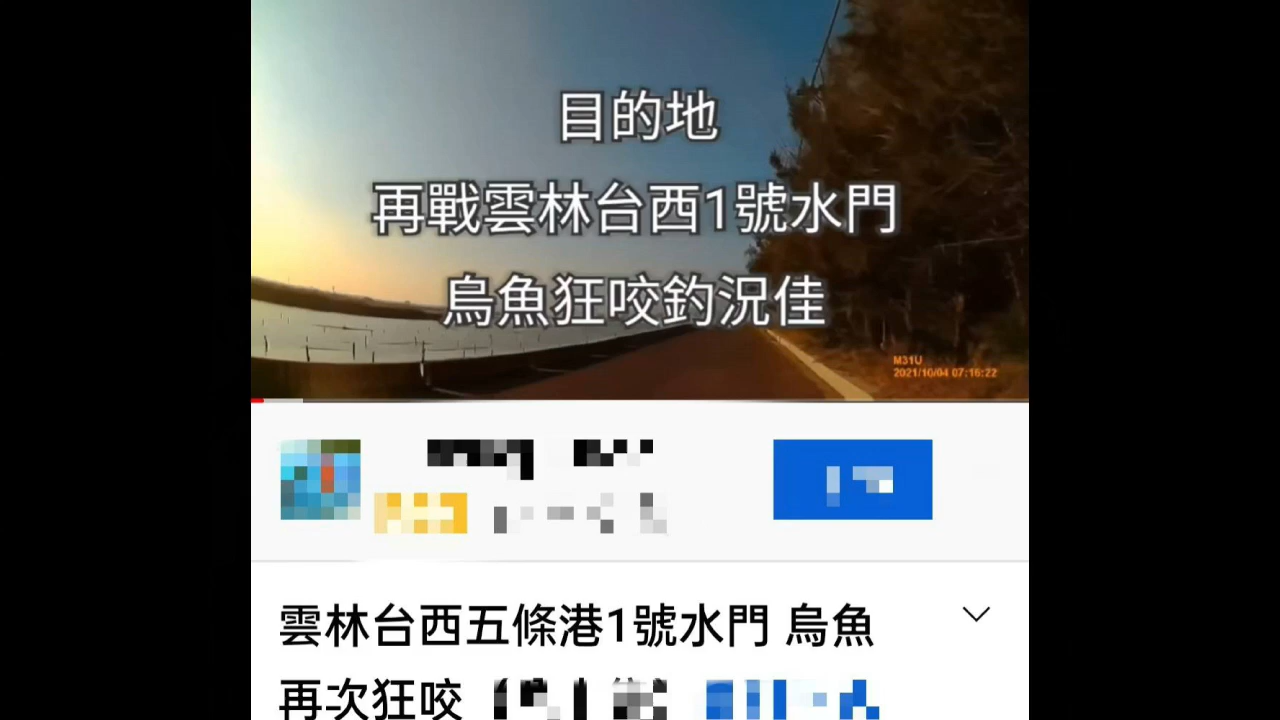 目的地
再戰雲林台西1號水門
烏魚狂咬釣況佳
M31U
2021/10/04 07:16:22
雲林台西五條港1號水門 烏魚
再次狂咬